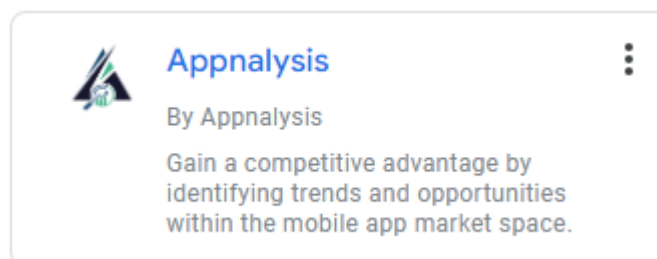 Appnalysis
By Appnalysis
Gain a competitive advantage by
identifying trends and opportunities
within the mobile app market space.